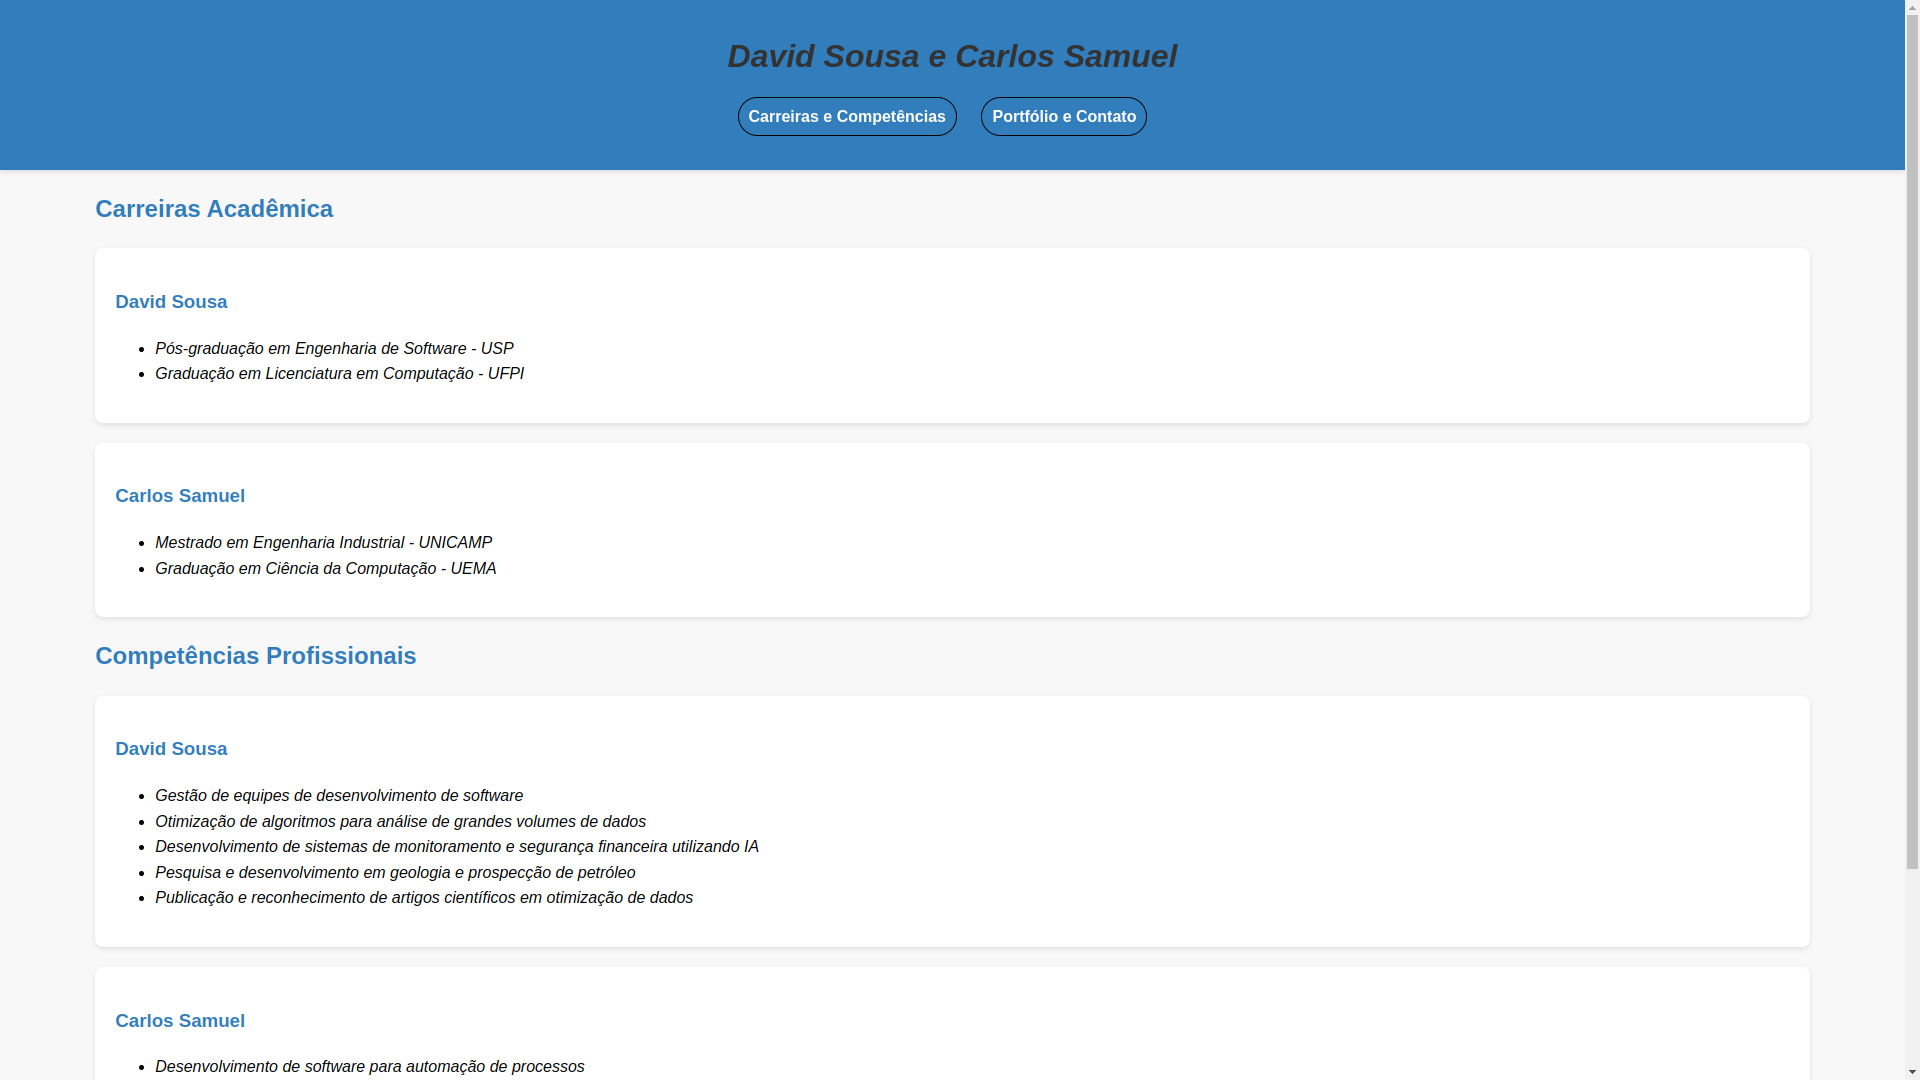 David Sousa e Carlos Samuel
Carreiras e Competências
Portfólio e Contato
Carreiras Acadêmica
David Sousa
Pós-graduação em Engenharia de Software - USP
Graduação em Licenciatura em Computação - UFPI
Carlos Samuel
Mestrado em Engenharia Industrial - UNICAMP
Graduação em Ciência da Computação - UEMA
Competências Profissionais
David Sousa
Gestão de equipes de desenvolvimento de software
Otimização de algoritmos para análise de grandes volumes de dados
Desenvolvimento de sistemas de monitoramento e segurança financeira utilizando IA
Pesquisa e desenvolvimento em geologia e prospecção de petróleo
Publicação e reconhecimento de artigos científicos em otimização de dados
Carlos Samuel
Desenvolvimento de software para automação de processos